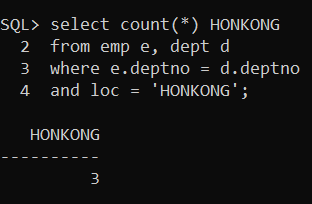 SQL> select count(*) HONKONG
  2  from emp e, dept d
  3  where e.deptno = d.deptno
  4  and loc = 'HONKONG';
   HONKONG
----------
         3